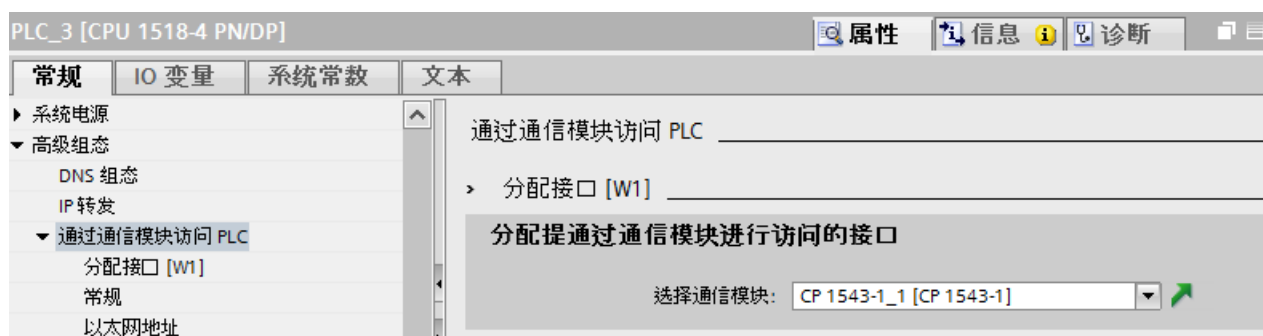 PLC_3 [CPU 1518-4 PN/DP]
属性 信息 诊断
常规 IO 变量 系统常数 文本
系统电源
高级组态
DNS 组态
IP 转发
通过通信模块访问 PLC
分配接口 [W1]
常规
以太网地址
通过通信模块访问 PLC
分配接口 [W1]
分配提通过通信模块进行访问的接口
选择通信模块: CP 1543-1_1 [CP 1543-1]